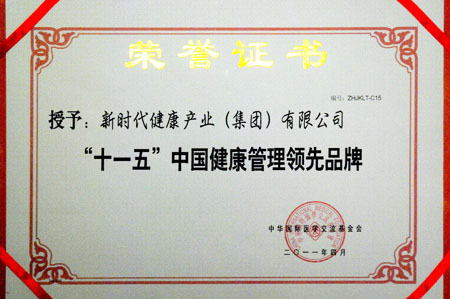 荣誉证书
编号：ZHJKLT-C15
授予：新时代健康产业（集团）有限公司
“十一五”中国健康管理领先品牌
中华国际医学交流基金会
二〇一一年四月